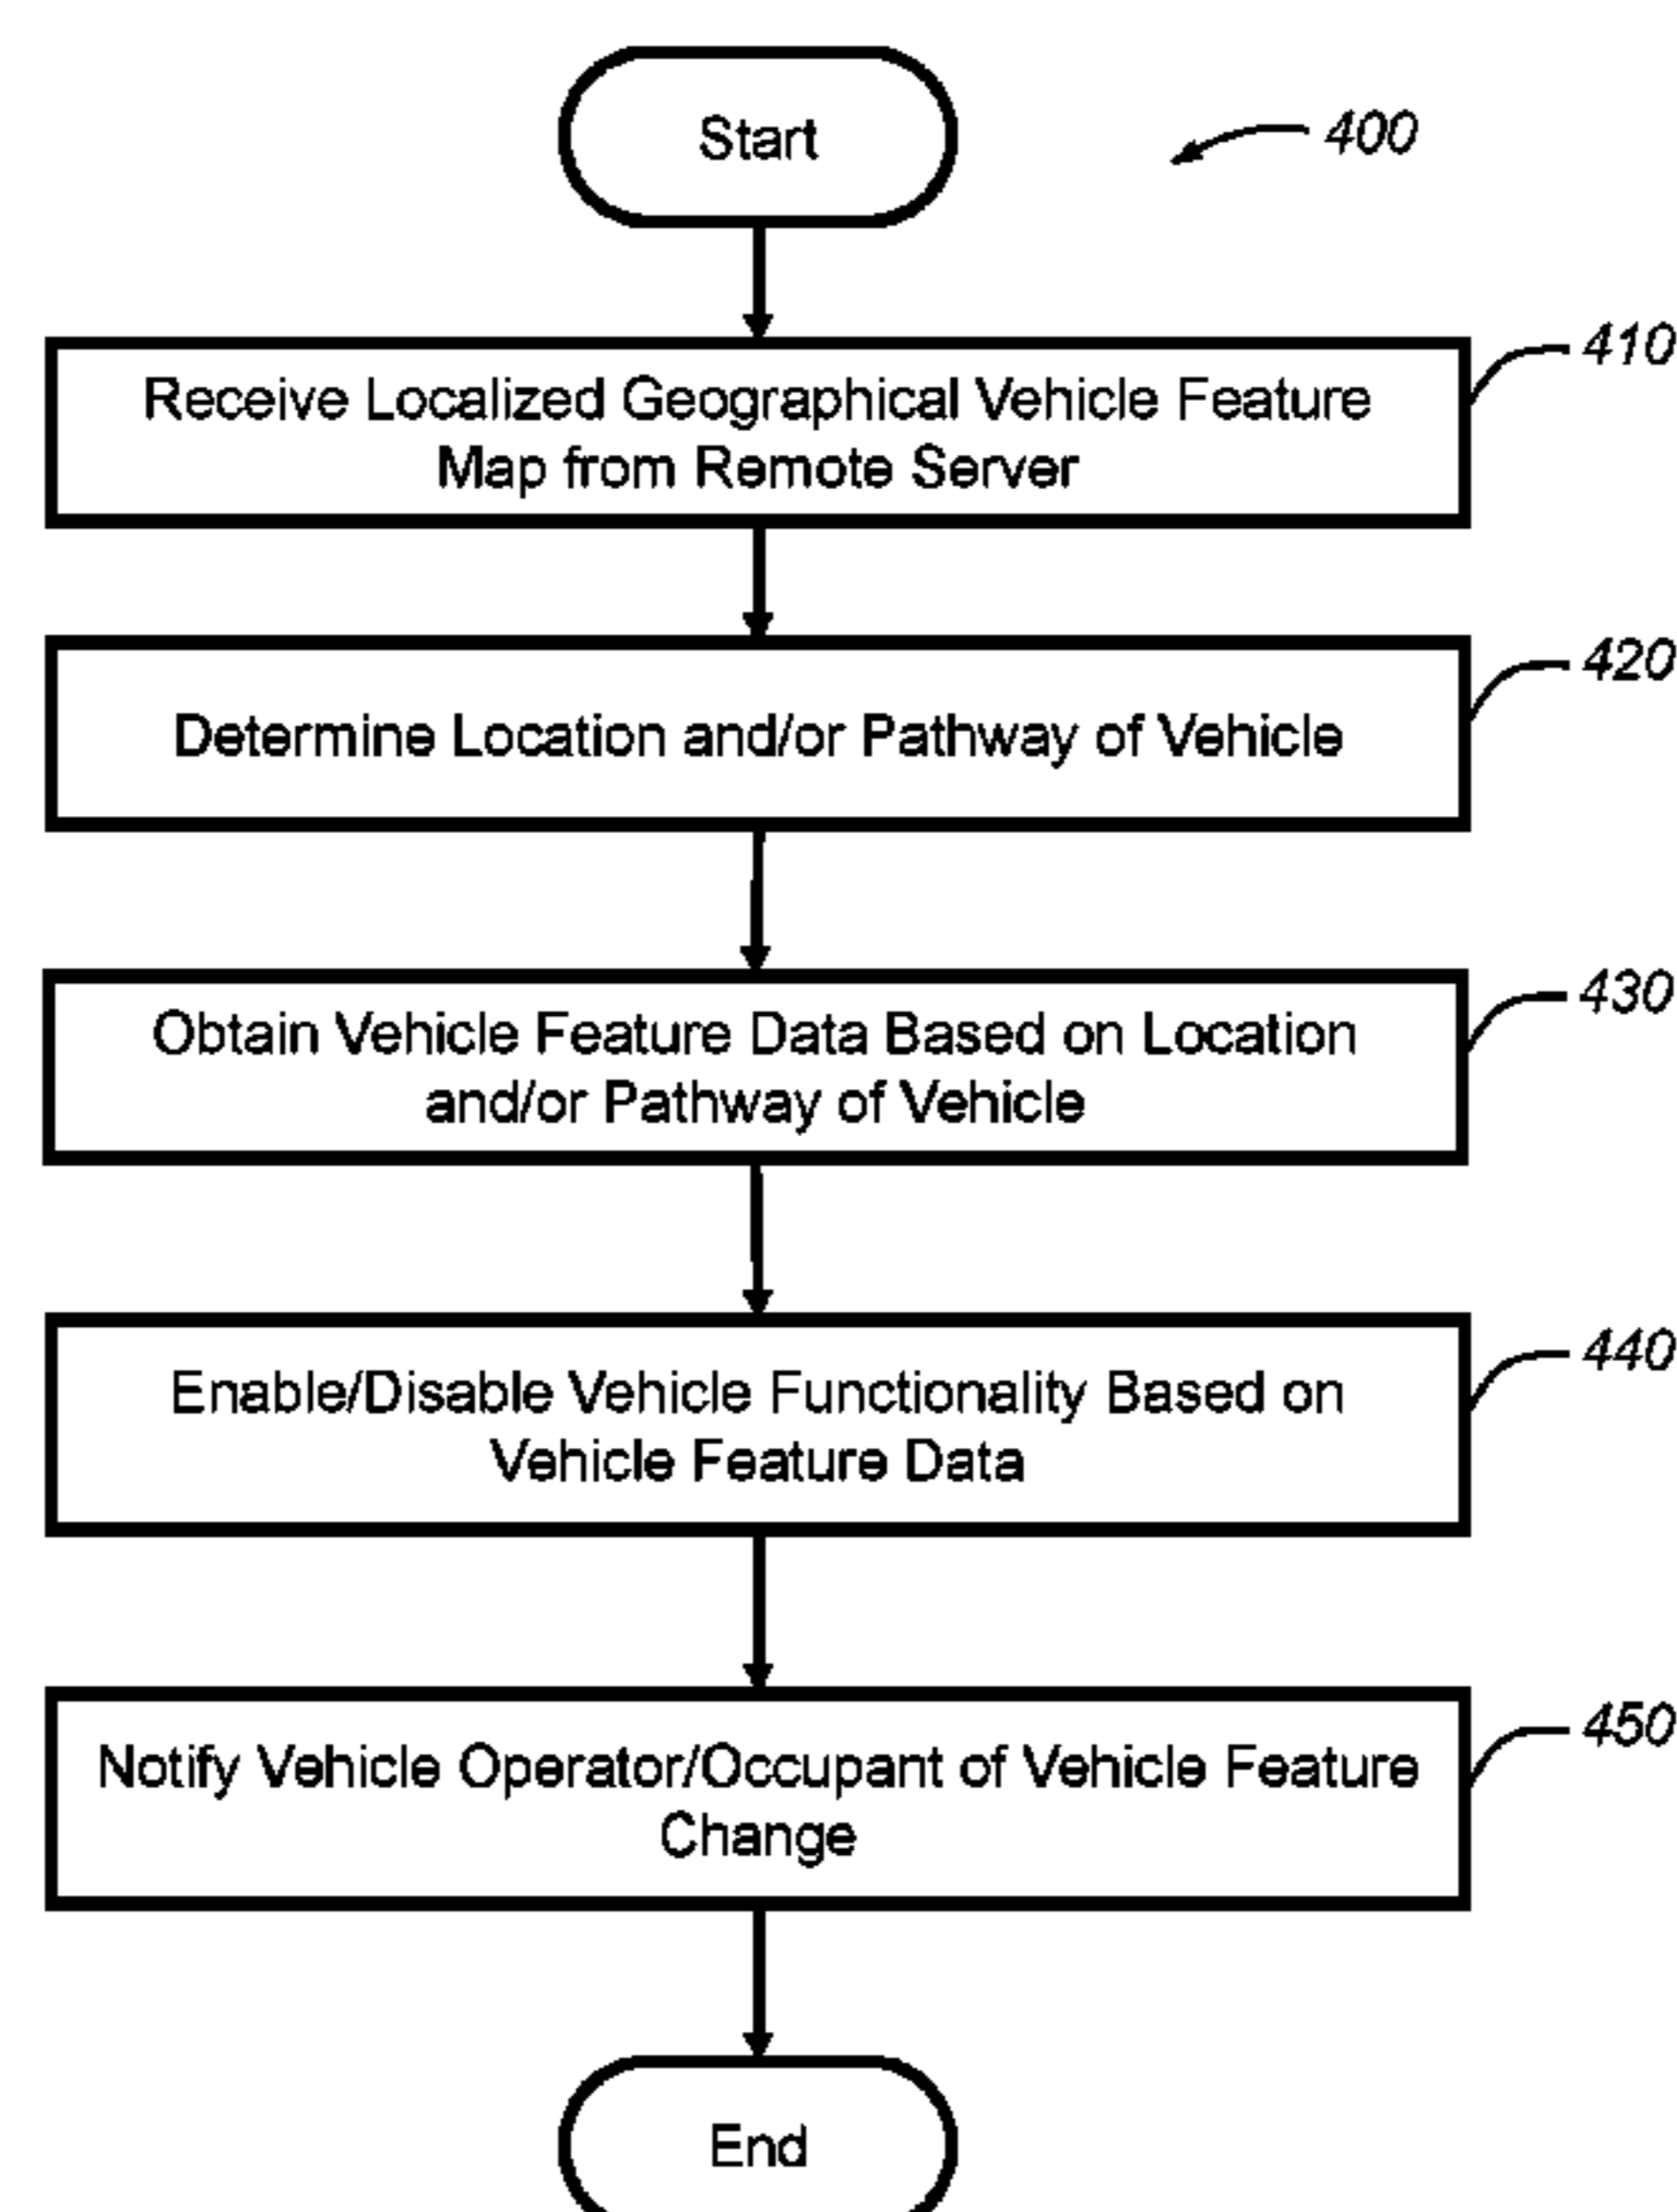 Start
400
410
Receive Localized Geographical Vehicle Feature
Map from Remote Server
420
Determine Location and/or Pathway of Vehicle
430
Obtain Vehicle Feature Data Based on Location
and/or Pathway of Vehicle
440
Enable/Disable Vehicle Functionality Based on
Vehicle Feature Data
450
Notify Vehicle Operator/Occupant of Vehicle Feature
Change
End